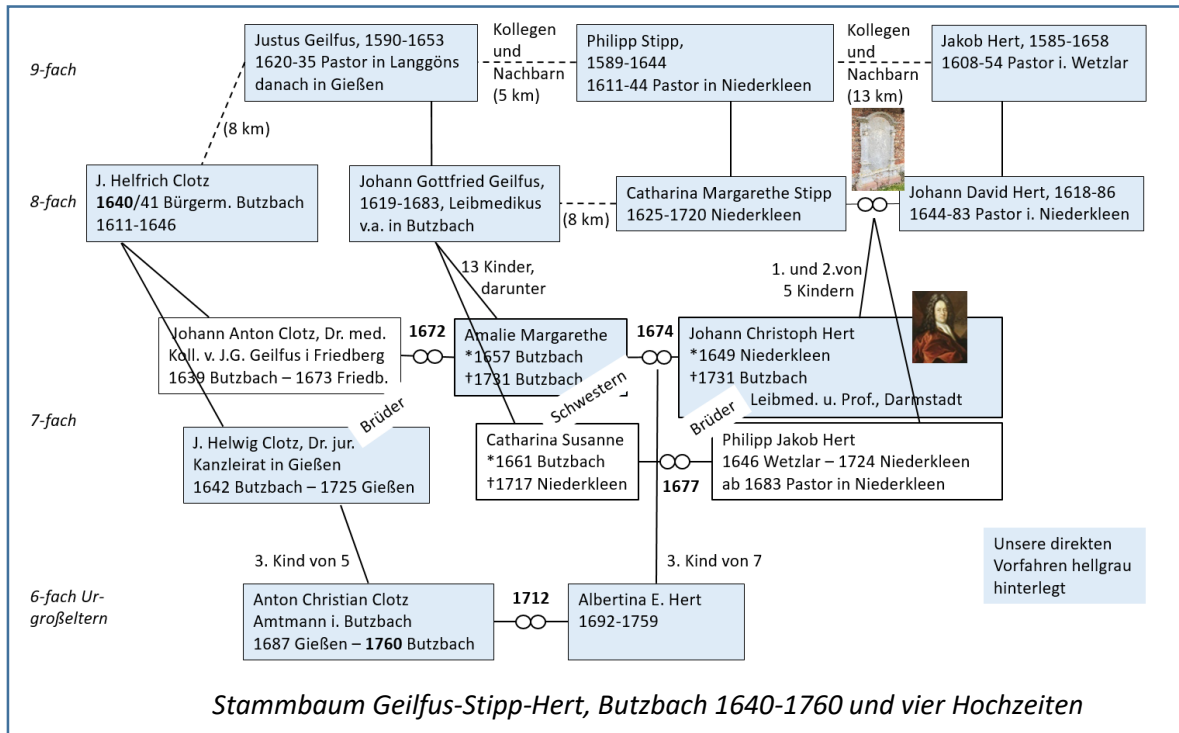 9-fach
Justus Geilfus, 1590-1653
1620-35 Pastor in Langgöns
danach in Gießen
Kollegen
und
Nachbarn
(5 km)
Philipp Stipp,
1589-1644
1611-44 Pastor in Niederkleen
Kollegen
und
Nachbarn
(13 km)
Jakob Hert, 1585-1658
1608-54 Pastor i. Wetzlar
(8 km)
8-fach
J. Helfrich Clotz
1640/41 Bürgerm. Butzbach
1611-1646
Johann Gottfried Geilfus,
1619-1683, Leibmedikus
v.a. in Butzbach
(8 km)
Catharina Margarethe Stipp
1625-1720 Niederkleen
Johann David Hert, 1618-86
1644-83 Pastor i. Niederkleen
13 Kinder,
darunter
1. und 2.von
5 Kindern
7-fach
Johann Anton Clotz, Dr. med.
Koll. v. J.G. Geilfus i Friedberg
1639 Butzbach – 1673 Friedb.
1672
Amalie Margarethe
*1657 Butzbach
†1731 Butzbach
1674
Johann Christoph Hert
*1649 Niederkleen
†1731 Butzbach
Leibmed. u. Prof., Darmstadt
Brüder
Schwestern
Brüder
J. Helwig Clotz, Dr. jur.
Kanzleirat in Gießen
1642 Butzbach – 1725 Gießen
Catharina Susanne
*1661 Butzbach
†1717 Niederkleen
1677
Philipp Jakob Hert
1646 Wetzlar – 1724 Niederkleen
ab 1683 Pastor in Niederkleen
3. Kind von 5
3. Kind von 7
Unsere direkten
Vorfahren hellgrau
hinterlegt
6-fach Ur-
großeltern
Anton Christian Clotz
Amtmann i. Butzbach
1687 Gießen – 1760 Butzbach
1712
Albertina E. Hert
1692-1759
Stammbaum Geilfus-Stipp-Hert, Butzbach 1640-1760 und vier Hochzeiten